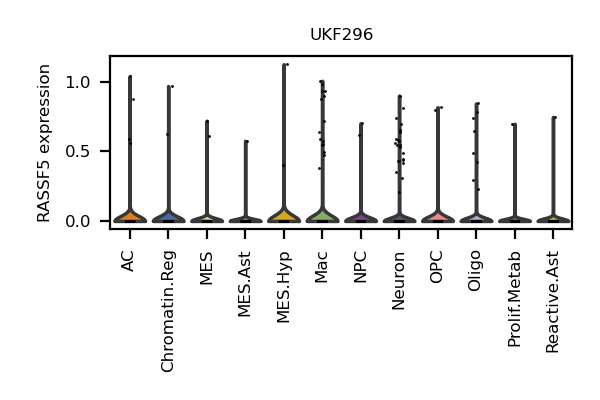 UKF296
RASSF5 expression
1.0
0.5
0.0
AC
Chromatin.Reg
MES
MES.Ast
MES.Hyp
Mac
NPC
Neuron
OPC
Oligo
Prolif.Metab
Reactive.Ast